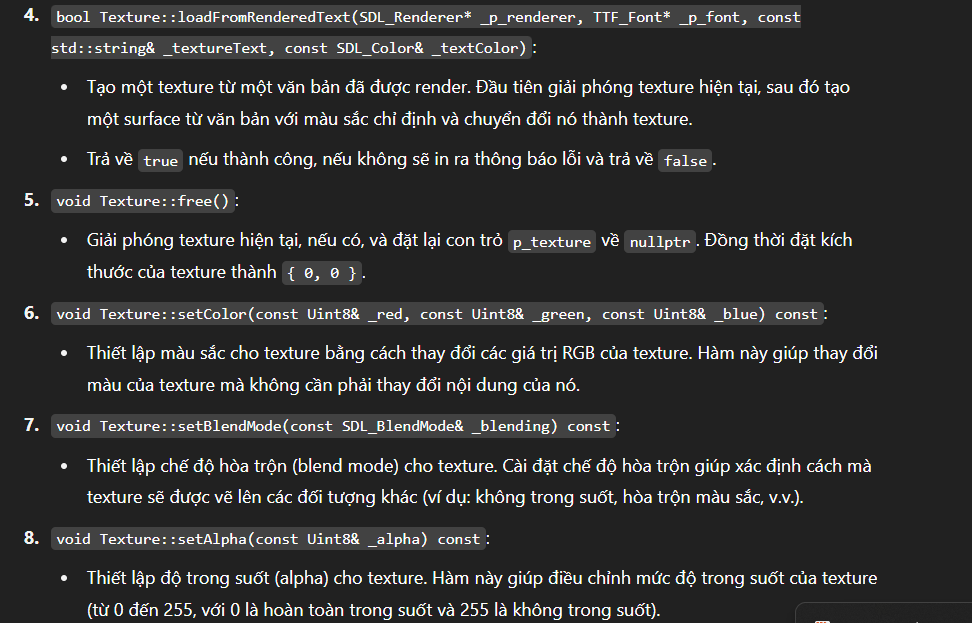 4. bool Texture::loadFromRenderedText(SDL_Renderer* _p_renderer, TTF_Font* _p_font, const
std::string& _textureText, const SDL_Color& _textColor):
• Tạo một texture từ một văn bản đã được render. Đầu tiên giải phóng texture hiện tại, sau đó tạo
một surface từ văn bản với màu sắc chỉ định và chuyển đổi nó thành texture.
• Trả về true nếu thành công, nếu không sẽ in ra thông báo lỗi và trả về false.
5. void Texture::free():
• Giải phóng texture hiện tại, nếu có, và đặt lại con trỏ p_texture về nullptr. Đồng thời đặt kích
thước của texture thành { 0, 0 }.
6. void Texture::setColor(const Uint8& _red, const Uint8& _green, const Uint8& _blue) const:
• Thiết lập màu sắc cho texture bằng cách thay đổi các giá trị RGB của texture. Hàm này giúp thay đổi
màu của texture mà không cần phải thay đổi nội dung của nó.
7. void Texture::setBlendMode(const SDL_BlendMode& _blending) const:
• Thiết lập chế độ hòa trộn (blend mode) cho texture. Cài đặt chế độ hòa trộn giúp xác định cách mà
texture sẽ được vẽ lên các đối tượng khác (ví dụ: không trong suốt, hòa trộn màu sắc, v.v.).
8. void Texture::setAlpha(const Uint8& _alpha) const:
• Thiết lập độ trong suốt (alpha) cho texture. Hàm này giúp điều chỉnh mức độ trong suốt của texture
(từ 0 đến 255, với 0 là hoàn toàn trong suốt và 255 là không trong suốt).